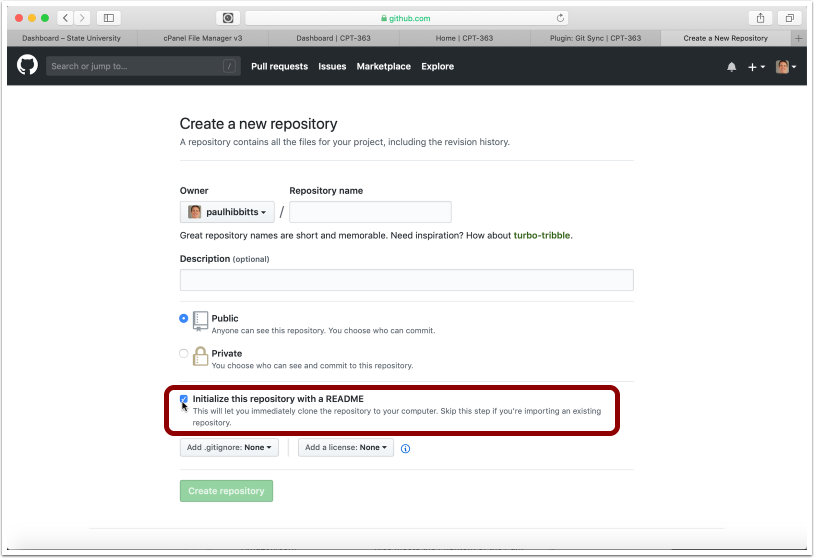 github.com
Dashboard – State University
cPanel File Manager v3
Dashboard | CPT-363
Home | CPT-363
Plugin: Git Sync | CPT-363
Create a New Repository
Search or jump to...
/
Pull requests
Issues
Marketplace
Explore
Create a new repository
A repository contains all the files for your project, including the revision history.
Owner
Repository name
paulhibbitts
/
Great repository names are short and memorable. Need inspiration? How about turbo-tribble.
Description (optional)
Public
Anyone can see this repository. You choose who can commit.
Private
You choose who can see and commit to this repository.
Initialize this repository with a README
This will let you immediately clone the repository to your computer. Skip this step if you're importing an existing
repository.
Add .gitignore: None
Add a license: None
Create repository